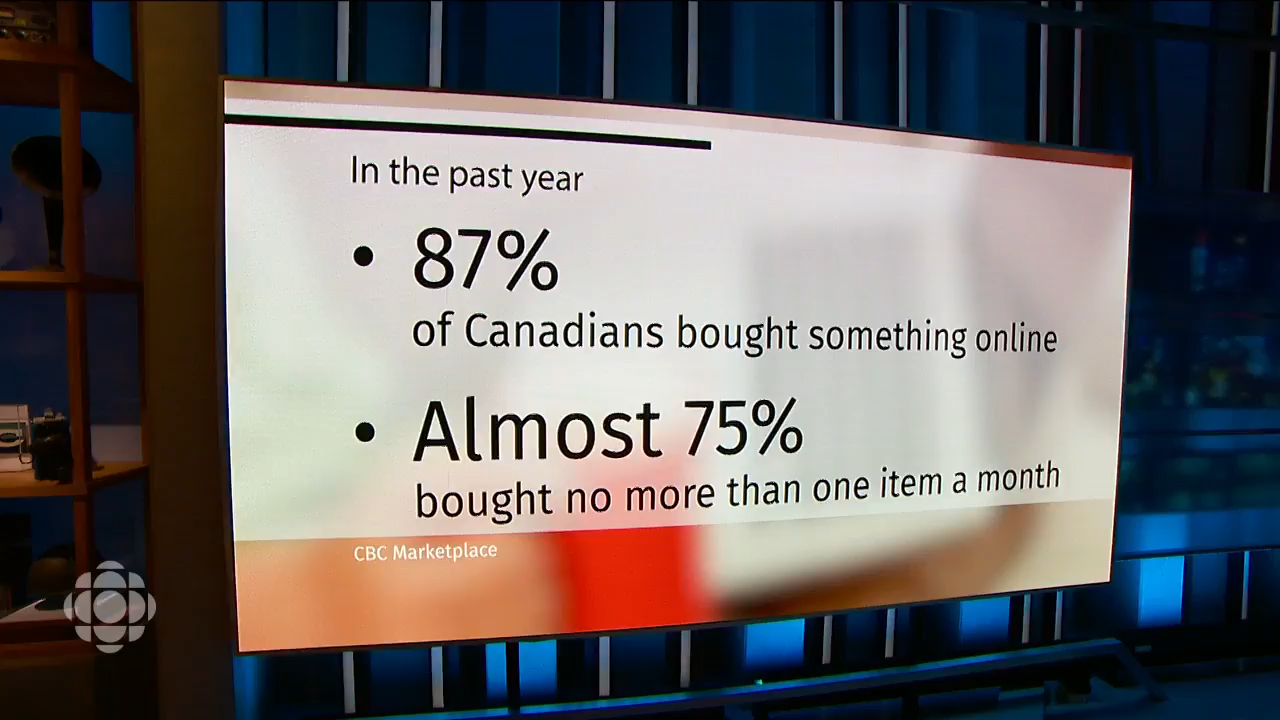 In the past year
• 87%
of Canadians bought something online
• Almost 75%
bought no more than one item a month
CBC Marketplace